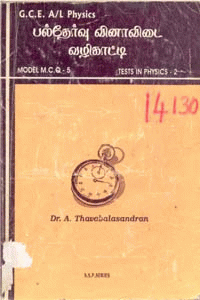 G.C.E. A/L Physics
பல்தேர்வு வினாவிடை
வழிகாட்டி
MODEL M.C.Q - 5 TESTS IN PHYSICS - 2
14130
Dr. A. Thavabalasandran
S.S.P. SERIES